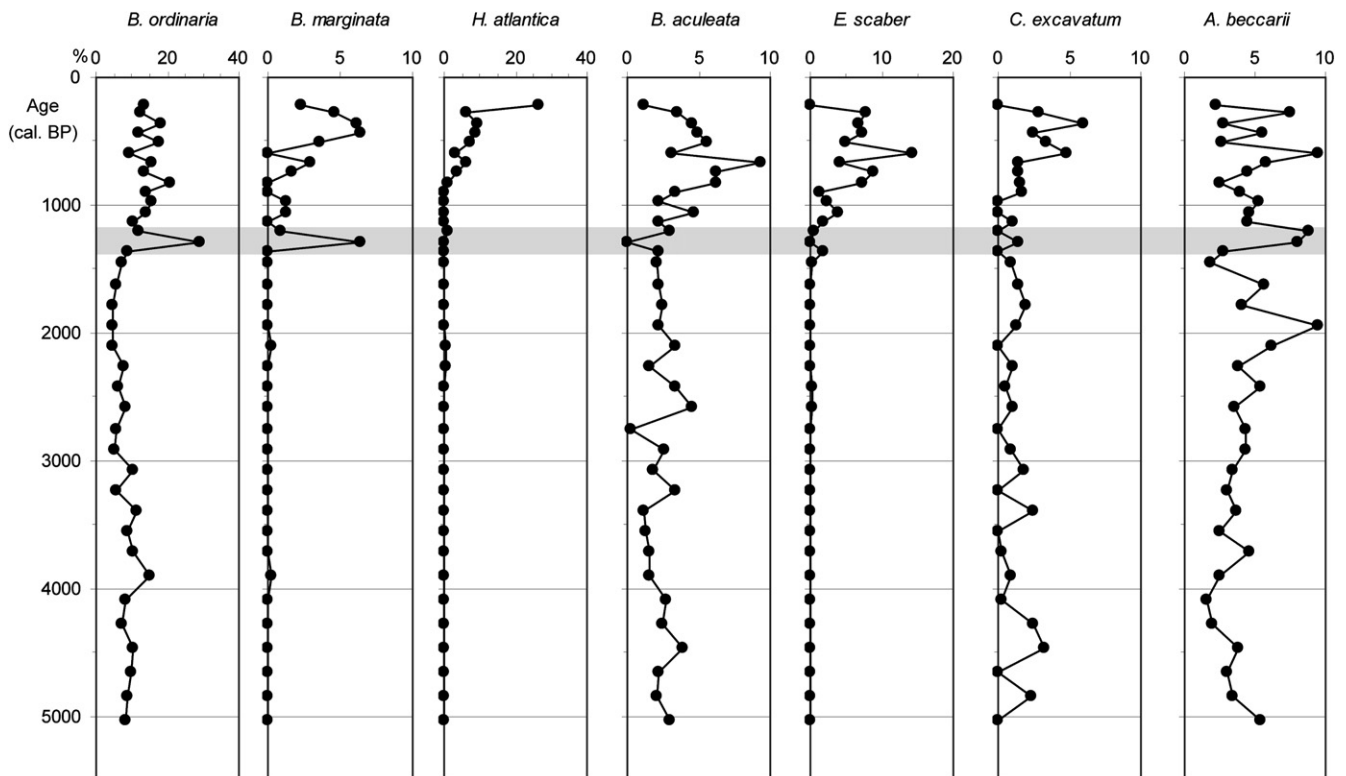 B. ordinaria B. marginata H. atlantica B. aculeata E. scaber C. excavatum A. beccarii
% 0 20 40 0 5 10 0 20 40 0 5 10 0 10 20 0 5 10 0 5 10
0
Age
(cal. BP)
1000
2000
3000
4000
5000